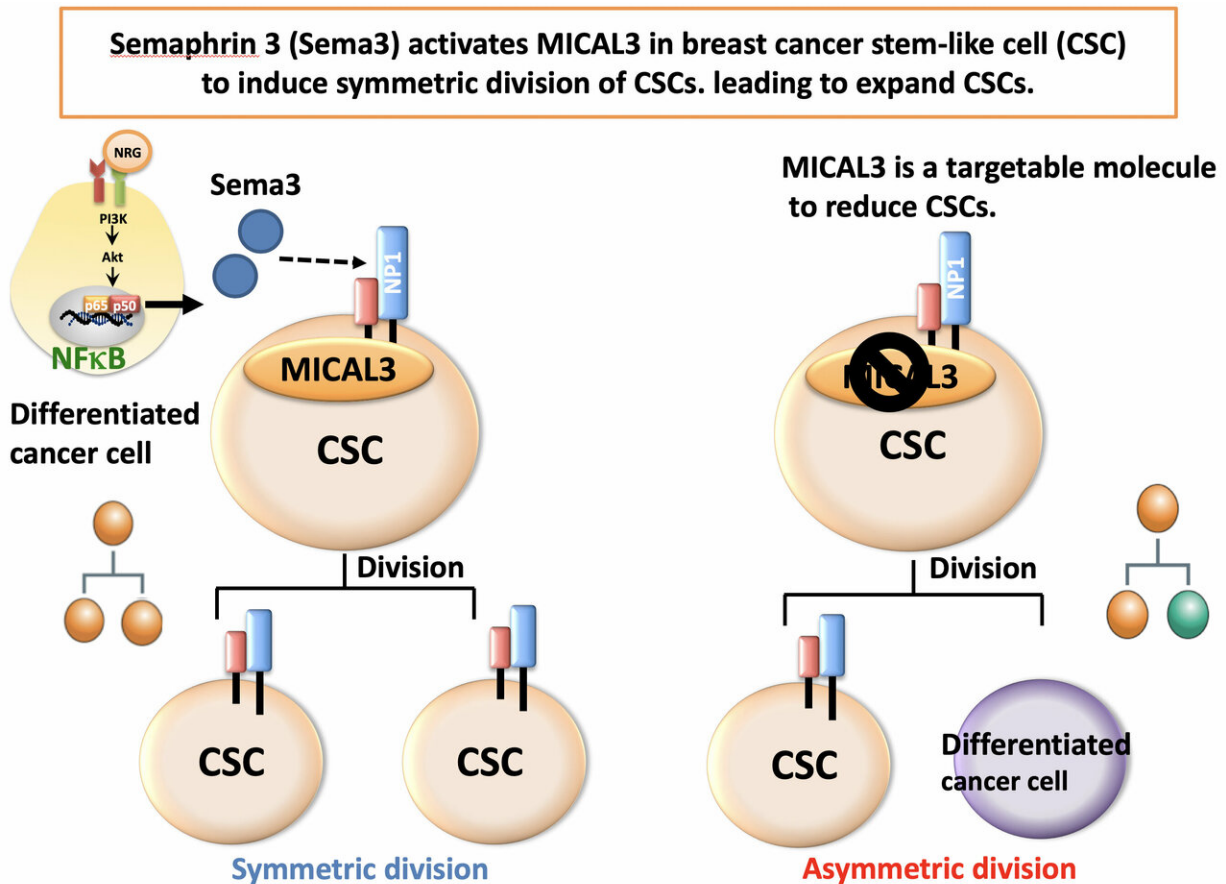 Semaphrin 3 (Sema3) activates MICAL3 in breast cancer stem-like cell (CSC)
to induce symmetric division of CSCs. leading to expand CSCs.
NRG
PI3K
Akt
p65 p50
NFκB
Differentiated
cancer cell
Sema3
NP1
MICAL3
CSC
Division
CSC
CSC
Symmetric division
MICAL3 is a targetable molecule
to reduce CSCs.
NP1
MICAL3
CSC
Division
CSC
Differentiated
cancer cell
Asymmetric division